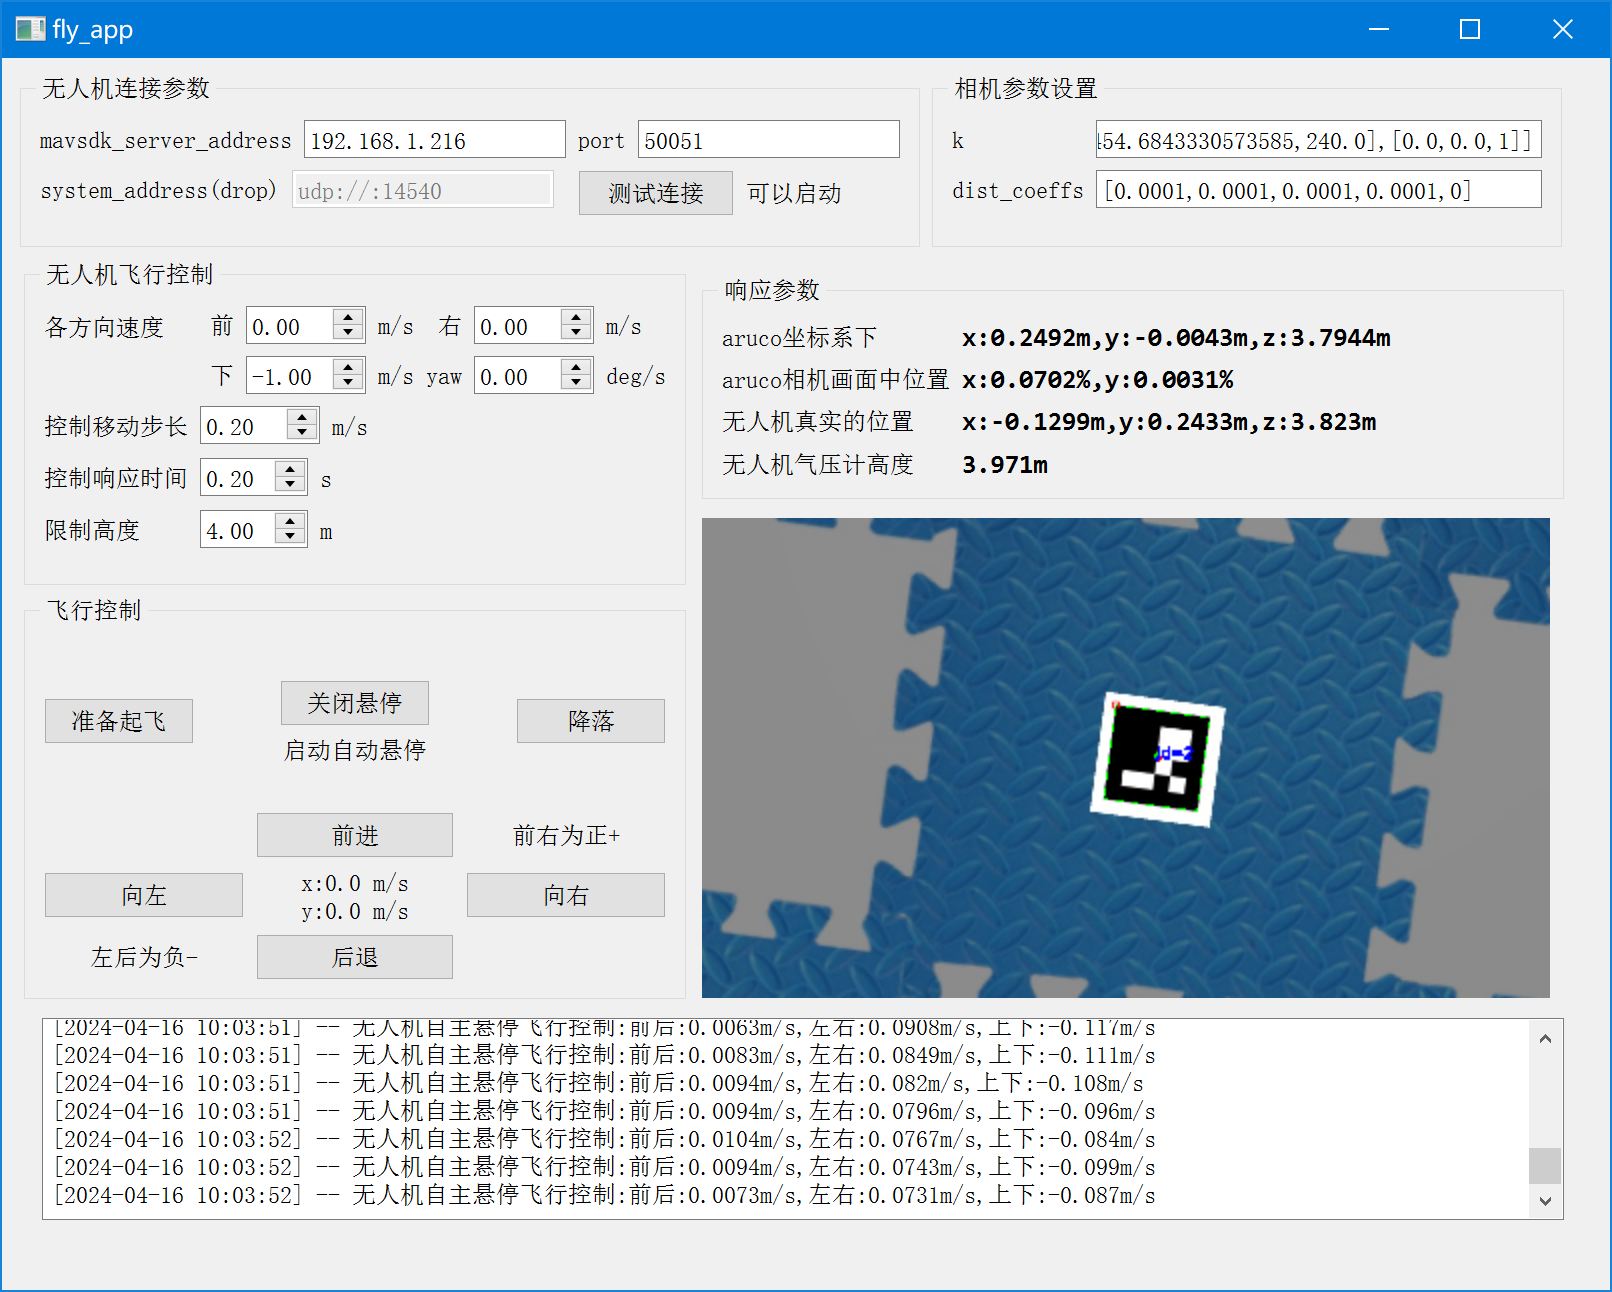 fly_app
无人机连接参数
mavsdk_server_address 192.168.1.216 port 50051
system_address(drop) udp://:14540 测试连接 可以启动
相机参数设置
k 454.6843330573585,240.0],[0.0,0.0,1]]
dist_coeffs [0.0001,0.0001,0.0001,0.0001,0]
无人机飞行控制
各方向速度 前 0.00 m/s 右 0.00 m/s
下 -1.00 m/s yaw 0.00 deg/s
控制移动步长 0.20 m/s
控制响应时间 0.20 s
限制高度 4.00 m
响应参数
aruco坐标系下 x:0.2492m,y:-0.0043m,z:3.7944m
aruco相机画面中位置 x:0.0702%,y:0.0031%
无人机真实的位置 x:-0.1299m,y:0.2433m,z:3.823m
无人机气压计高度 3.971m
id=2
飞行控制
准备起飞 关闭悬停 降落
启动自动悬停
前进 前右为正+
向左 x:0.0 m/s 向右
y:0.0 m/s
左后为负- 后退
[2024-04-16 10:03:51] -- 无人机自主悬停飞行控制:前后:0.0063m/s,左右:0.0908m/s,上下:-0.117m/s
[2024-04-16 10:03:51] -- 无人机自主悬停飞行控制:前后:0.0083m/s,左右:0.0849m/s,上下:-0.111m/s
[2024-04-16 10:03:51] -- 无人机自主悬停飞行控制:前后:0.0094m/s,左右:0.082m/s,上下:-0.108m/s
[2024-04-16 10:03:51] -- 无人机自主悬停飞行控制:前后:0.0094m/s,左右:0.0796m/s,上下:-0.096m/s
[2024-04-16 10:03:52] -- 无人机自主悬停飞行控制:前后:0.0104m/s,左右:0.0767m/s,上下:-0.084m/s
[2024-04-16 10:03:52] -- 无人机自主悬停飞行控制:前后:0.0094m/s,左右:0.0743m/s,上下:-0.099m/s
[2024-04-16 10:03:52] -- 无人机自主悬停飞行控制:前后:0.0073m/s,左右:0.0731m/s,上下:-0.087m/s